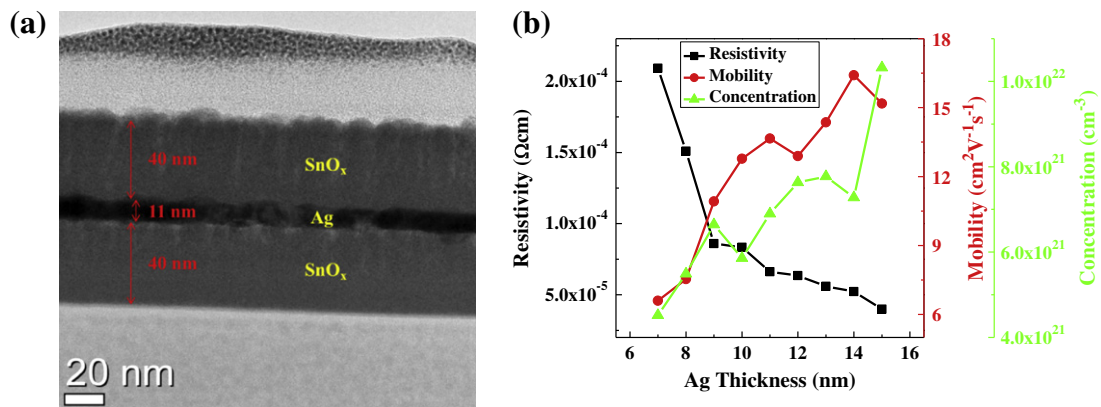 (a)
40 nm
SnOₓ
11 nm
Ag
40 nm
SnOₓ
20 nm
(b)
Resistivity
Mobility
Concentration
2.0x10⁻⁴
1.5x10⁻⁴
1.0x10⁻⁴
5.0x10⁻⁵
Resistivity (Ωcm)
6 8 10 12 14 16
Ag Thickness (nm)
18
15
12
9
6
Mobility (cm²V⁻¹s⁻¹)
1.0x10²²
8.0x10²¹
6.0x10²¹
4.0x10²¹
Concentration (cm⁻³)